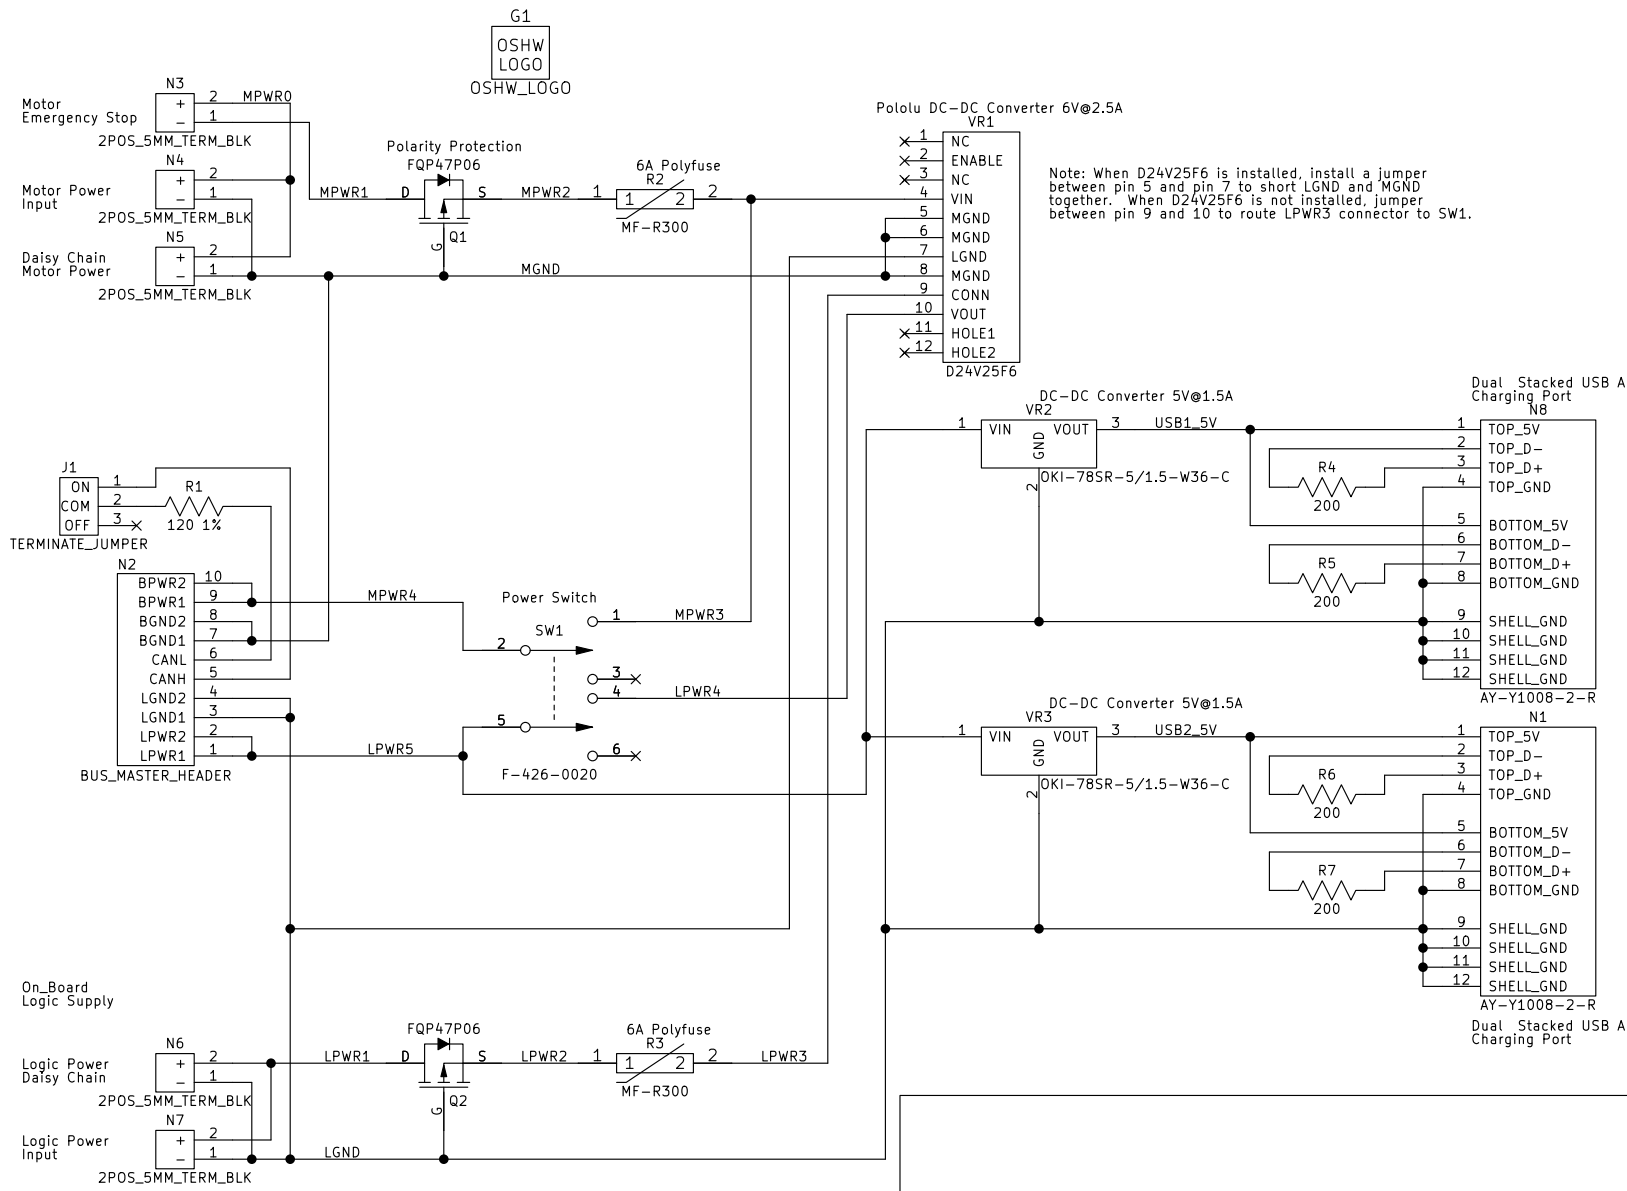 G1
OSHW
LOGO
OSHW_LOGO
Motor
Emergency Stop
N3
+ 2 MPWR0
− 1
2POS_5MM_TERM_BLK
Motor Power
Input
N4
+ 2
− 1
2POS_5MM_TERM_BLK
Daisy Chain
Motor Power
N5
+ 2
− 1
2POS_5MM_TERM_BLK
Polarity Protection
FQP47P06
MPWR1 D S MPWR2
G Q1
MGND
6A Polyfuse
R2
1 1 2 2
MF-R300
Pololu DC-DC Converter 6V@2.5A
VR1
1 NC
2 ENABLE
3 NC
4 VIN
5 MGND
6 MGND
7 LGND
8 MGND
9 CONN
10 VOUT
11 HOLE1
12 HOLE2
D24V25F6
Note: When D24V25F6 is installed, install a jumper
between pin 5 and pin 7 to short LGND and MGND
together. When D24V25F6 is not installed, jumper
between pin 9 and 10 to route LPWR3 connector to SW1.
J1
ON 1
COM 2
OFF 3
TERMINATE_JUMPER
R1
120 1%
N2
BPWR2 10
BPWR1 9
BGND2 8
BGND1 7
CANL 6
CANH 5
LGND2 4
LGND1 3
LPWR2 2
LPWR1 1
BUS_MASTER_HEADER
MPWR4
LPWR5
Power Switch
SW1
1 MPWR3
2
3
4 LPWR4
5
6
F-426-0020
DC-DC Converter 5V@1.5A
VR2
1 VIN VOUT 3 USB1_5V
GND
2
OKI-78SR-5/1.5-W36-C
Dual Stacked USB A
Charging Port
N8
1 TOP_5V
2 TOP_D-
3 TOP_D+
4 TOP_GND
5 BOTTOM_5V
6 BOTTOM_D-
7 BOTTOM_D+
8 BOTTOM_GND
9 SHELL_GND
10 SHELL_GND
11 SHELL_GND
12 SHELL_GND
AY-Y1008-2-R
R4
200
R5
200
DC-DC Converter 5V@1.5A
VR3
1 VIN VOUT 3 USB2_5V
GND
2
OKI-78SR-5/1.5-W36-C
N1
1 TOP_5V
2 TOP_D-
3 TOP_D+
4 TOP_GND
5 BOTTOM_5V
6 BOTTOM_D-
7 BOTTOM_D+
8 BOTTOM_GND
9 SHELL_GND
10 SHELL_GND
11 SHELL_GND
12 SHELL_GND
AY-Y1008-2-R
Dual Stacked USB A
Charging Port
R6
200
R7
200
On_Board
Logic Supply
Logic Power
Daisy Chain
N6
+ 2
− 1
2POS_5MM_TERM_BLK
Logic Power
Input
N7
+ 2
− 1
2POS_5MM_TERM_BLK
LGND
FQP47P06
LPWR1 D S LPWR2
G Q2
6A Polyfuse
R3
1 1 2 2 LPWR3
MF-R300